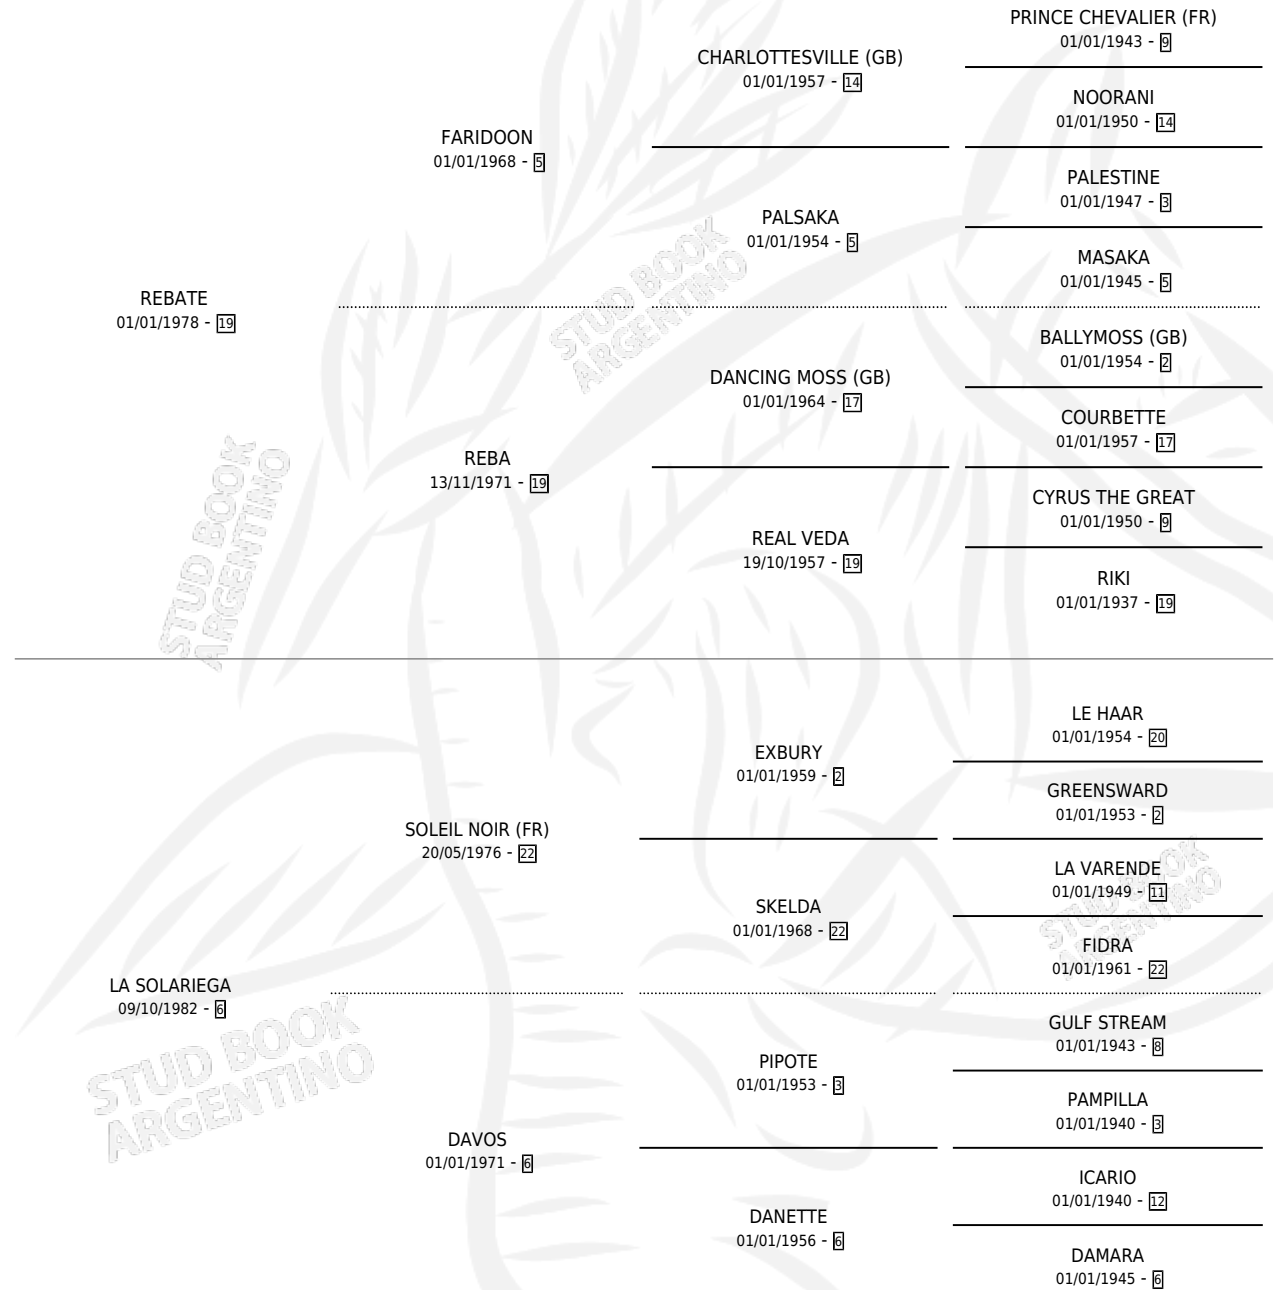 PRINCE CHEVALIER (FR)
01/01/1943 - 9
CHARLOTTESVILLE (GB)
01/01/1957 - 14
NOORANI
01/01/1950 - 14
FARIDOON
01/01/1968 - 5
PALESTINE
01/01/1947 - 3
PALSAKA
01/01/1954 - 5
MASAKA
01/01/1945 - 5
REBATE
01/01/1978 - 19
BALLYMOSS (GB)
01/01/1954 - 2
DANCING MOSS (GB)
01/01/1964 - 17
COURBETTE
01/01/1957 - 17
REBA
13/11/1971 - 19
CYRUS THE GREAT
01/01/1950 - 9
REAL VEDA
19/10/1957 - 19
RIKI
01/01/1937 - 19
STUD BOOK
ARGENTINO
STUD BOOK
ARGENTINO
LE HAAR
01/01/1954 - 20
EXBURY
01/01/1959 - 2
GREENSWARD
01/01/1953 - 2
SOLEIL NOIR (FR)
20/05/1976 - 22
LA VARENDE
01/01/1949 - 11
SKELDA
01/01/1968 - 22
FIDRA
01/01/1961 - 22
LA SOLARIEGA
09/10/1982 - 6
GULF STREAM
01/01/1943 - 8
PIPOTE
01/01/1953 - 3
PAMPILLA
01/01/1940 - 3
DAVOS
01/01/1971 - 6
ICARIO
01/01/1940 - 12
DANETTE
01/01/1956 - 6
DAMARA
01/01/1945 - 6
STUD BOOK
ARGENTINO
STUD BOOK
ARGENTINO